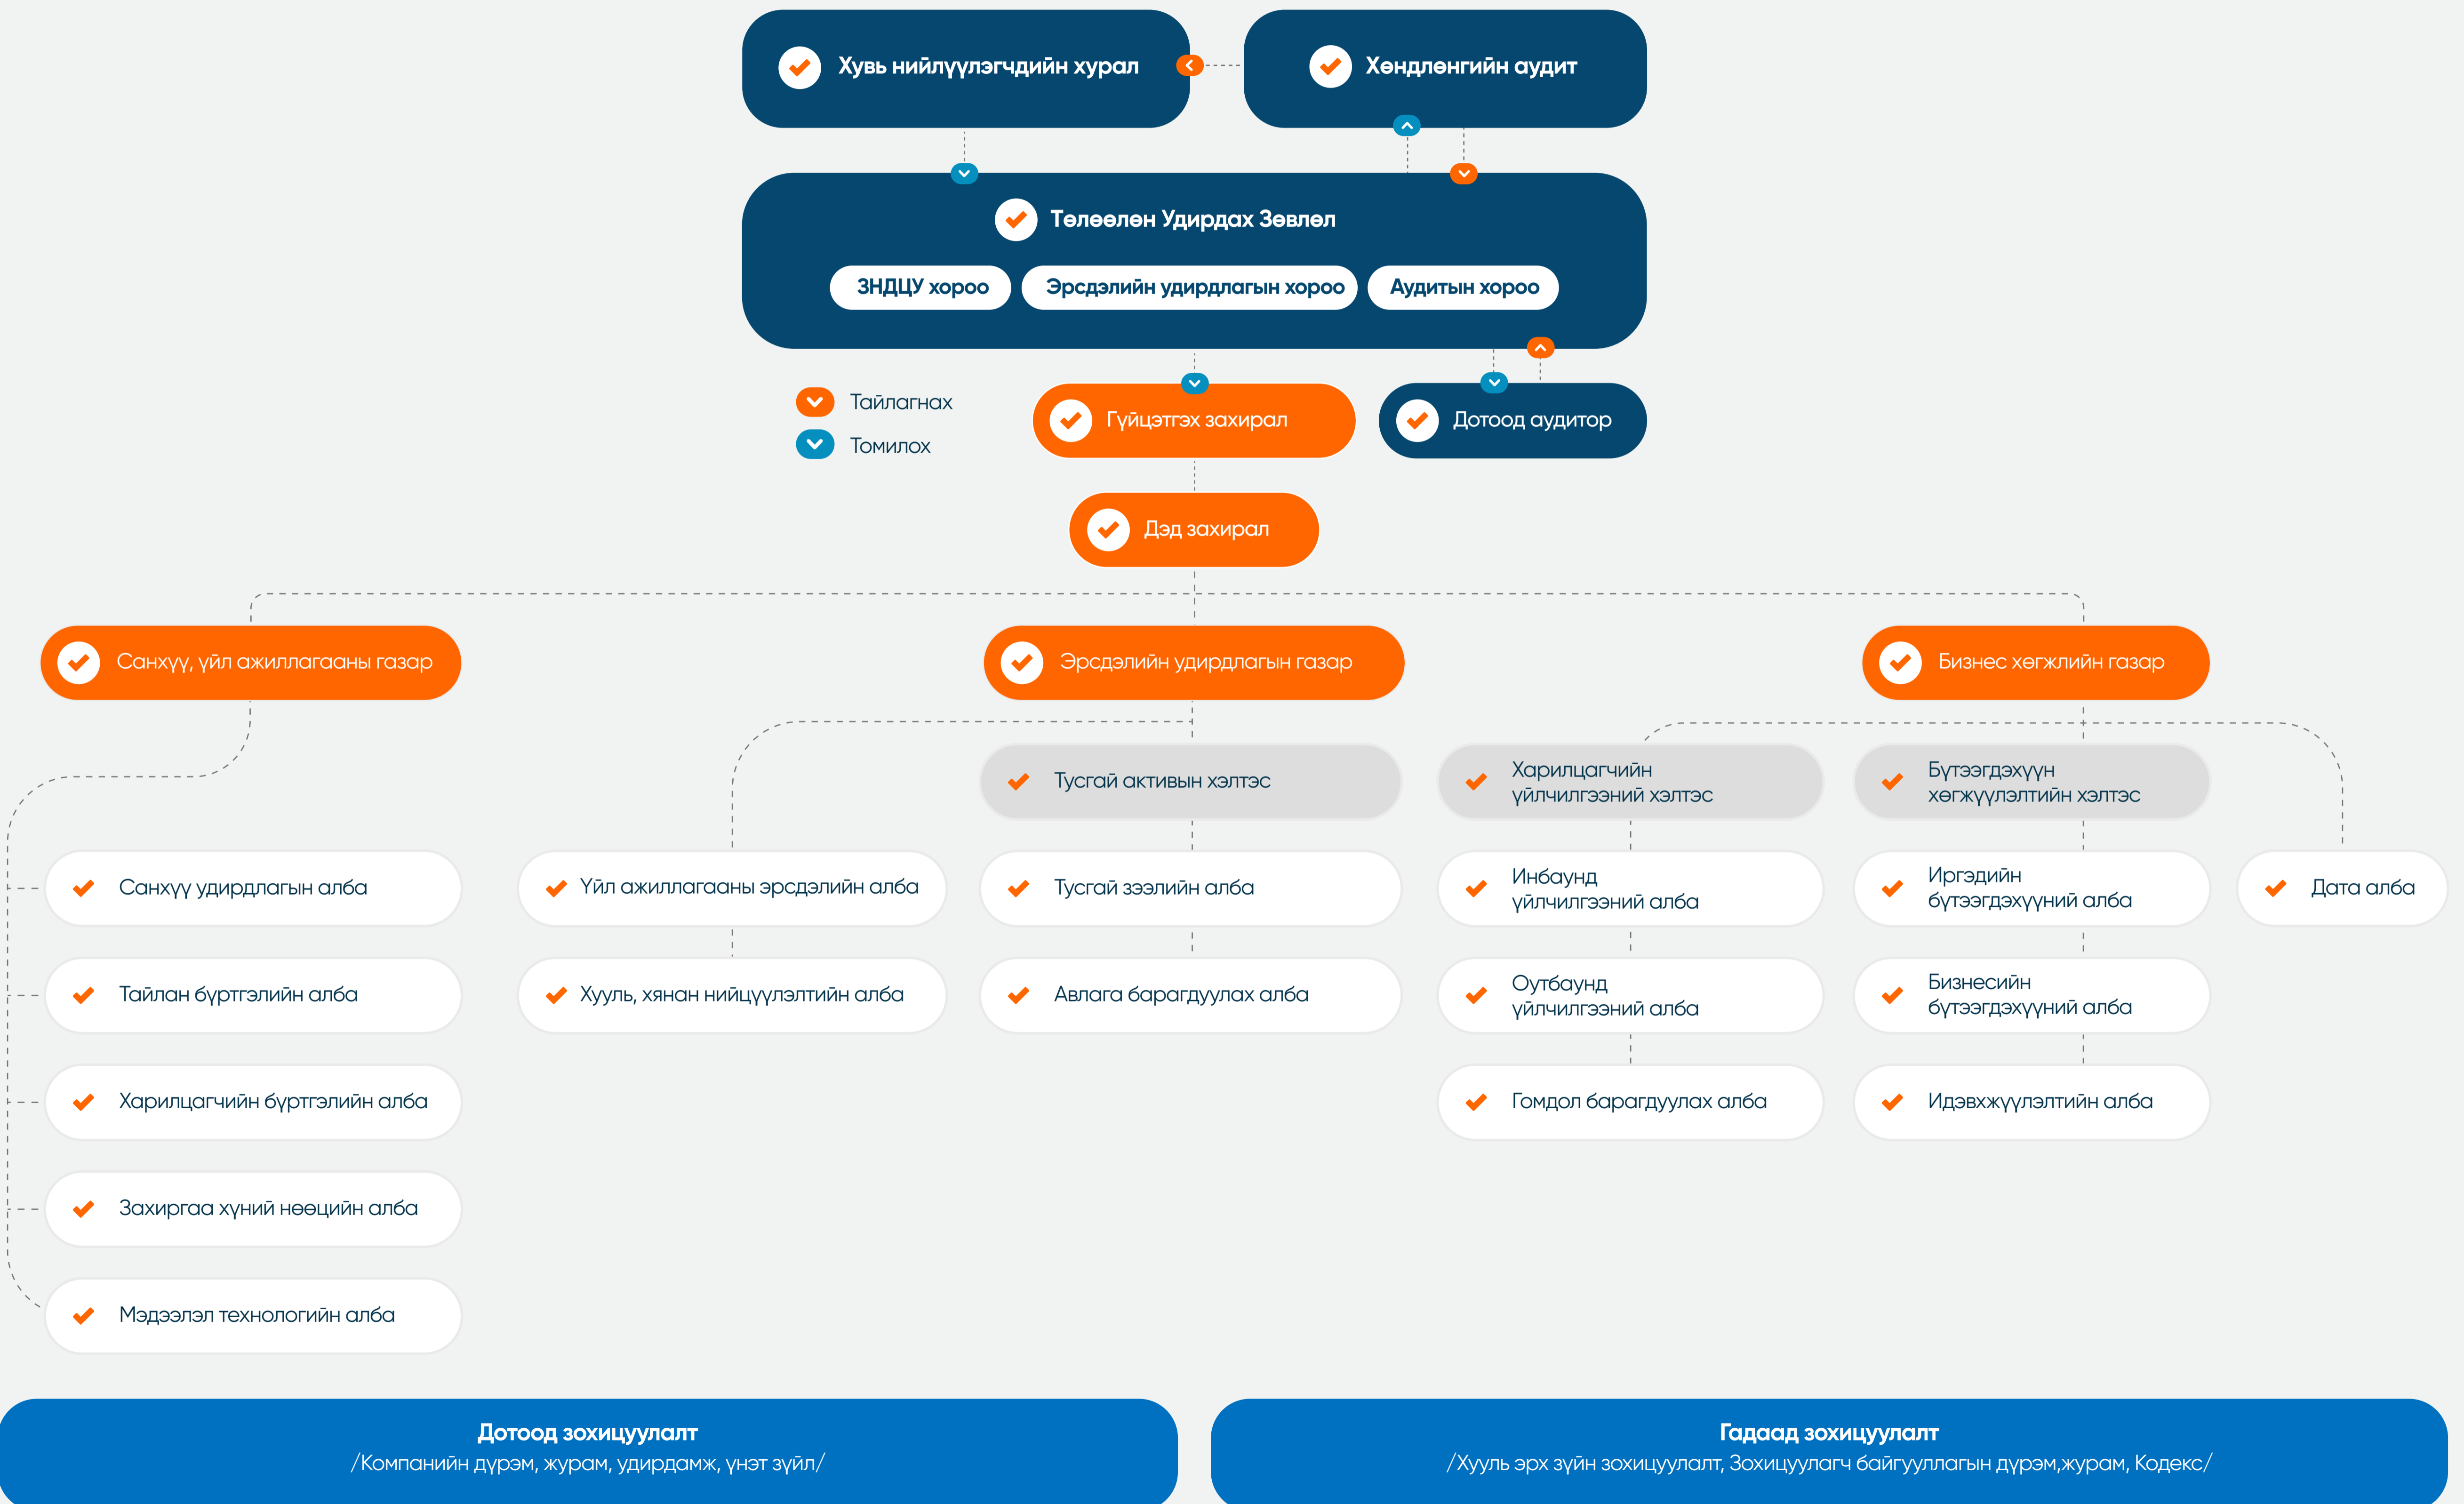 Хувь нийлүүлэгчдийн хурал
Хөндлөнгийн аудит
Төлөөлөн Удирдах Зөвлөл
ЗНДЦУ хороо
Эрсдэлийн удирдлагын хороо
Аудитын хороо
Тайлагнах
Томилох
Гүйцэтгэх захирал
Дотоод аудитор
Дэд захирал
Санхүү, үйл ажиллагааны газар
Эрсдэлийн удирдлагын газар
Бизнес хөгжлийн газар
Тусгай активын хэлтэс
Харилцагчийн
үйлчилгээний хэлтэс
Бүтээгдэхүүн
хөгжүүлэлтийн хэлтэс
Санхүү удирдлагын алба
Үйл ажиллагааны эрсдэлийн алба
Тусгай зээлийн алба
Инбаунд
үйлчилгээний алба
Иргэдийн
бүтээгдэхүүний алба
Дата алба
Тайлан бүртгэлийн алба
Хууль, хянан нийцүүлэлтийн алба
Авлага барагдуулах алба
Оутбаунд
үйлчилгээний алба
Бизнесийн
бүтээгдэхүүний алба
Харилцагчийн бүртгэлийн алба
Гомдол барагдуулах алба
Идэвхжүүлэлтийн алба
Захиргаа хүний нөөцийн алба
Мэдээлэл технологийн алба
Дотоод зохицуулалт
/Компанийн дүрэм, журам, удирдамж, үнэт зүйл/
Гадаад зохицуулалт
/Хууль эрх зүйн зохицуулалт, Зохицуулагч байгууллагын дүрэм,журам, Кодекс/